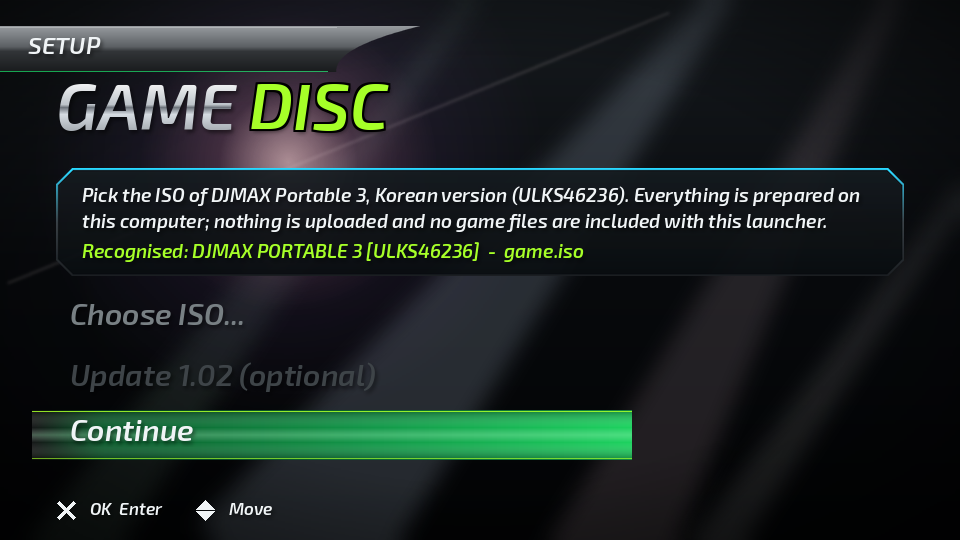 SETUP
GAME DISC
Pick the ISO of DJMAX Portable 3, Korean version (ULKS46236). Everything is prepared on
this computer; nothing is uploaded and no game files are included with this launcher.
Recognised: DJMAX PORTABLE 3 [ULKS46236] - game.iso
Choose ISO...
Update 1.02 (optional)
Continue
OK Enter Move